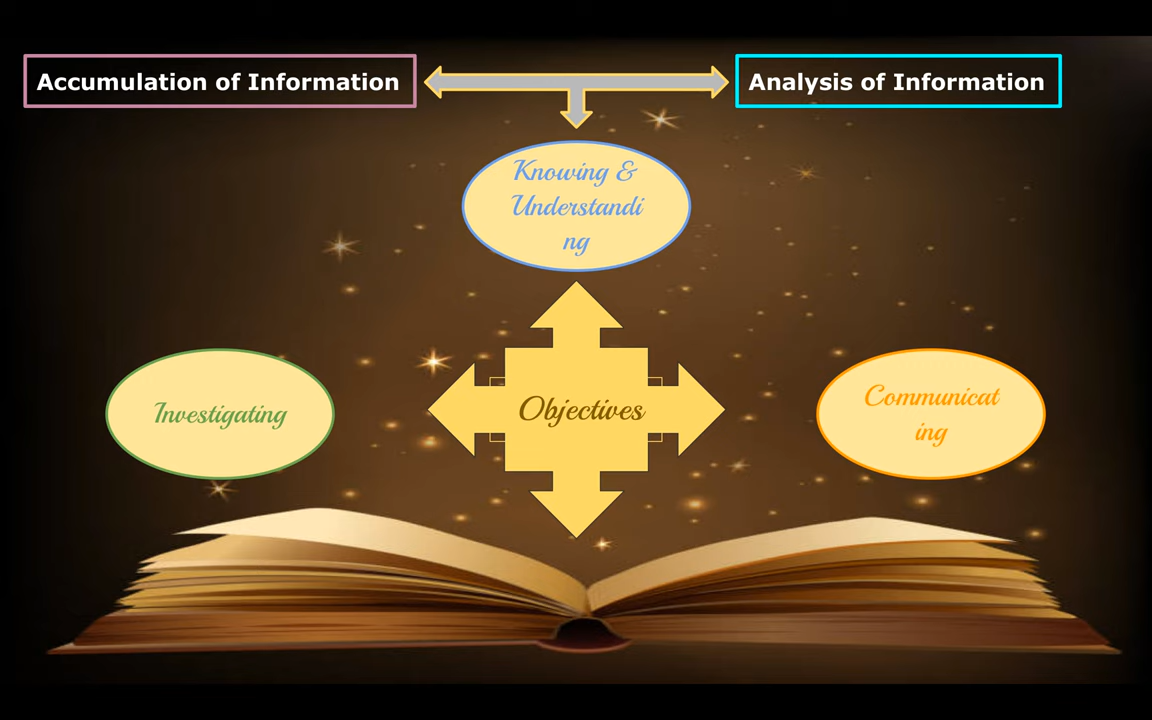 Accumulation of Information
Analysis of Information
Knowing &
Understandi
ng
Investigating
Objectives
Communicat
ing